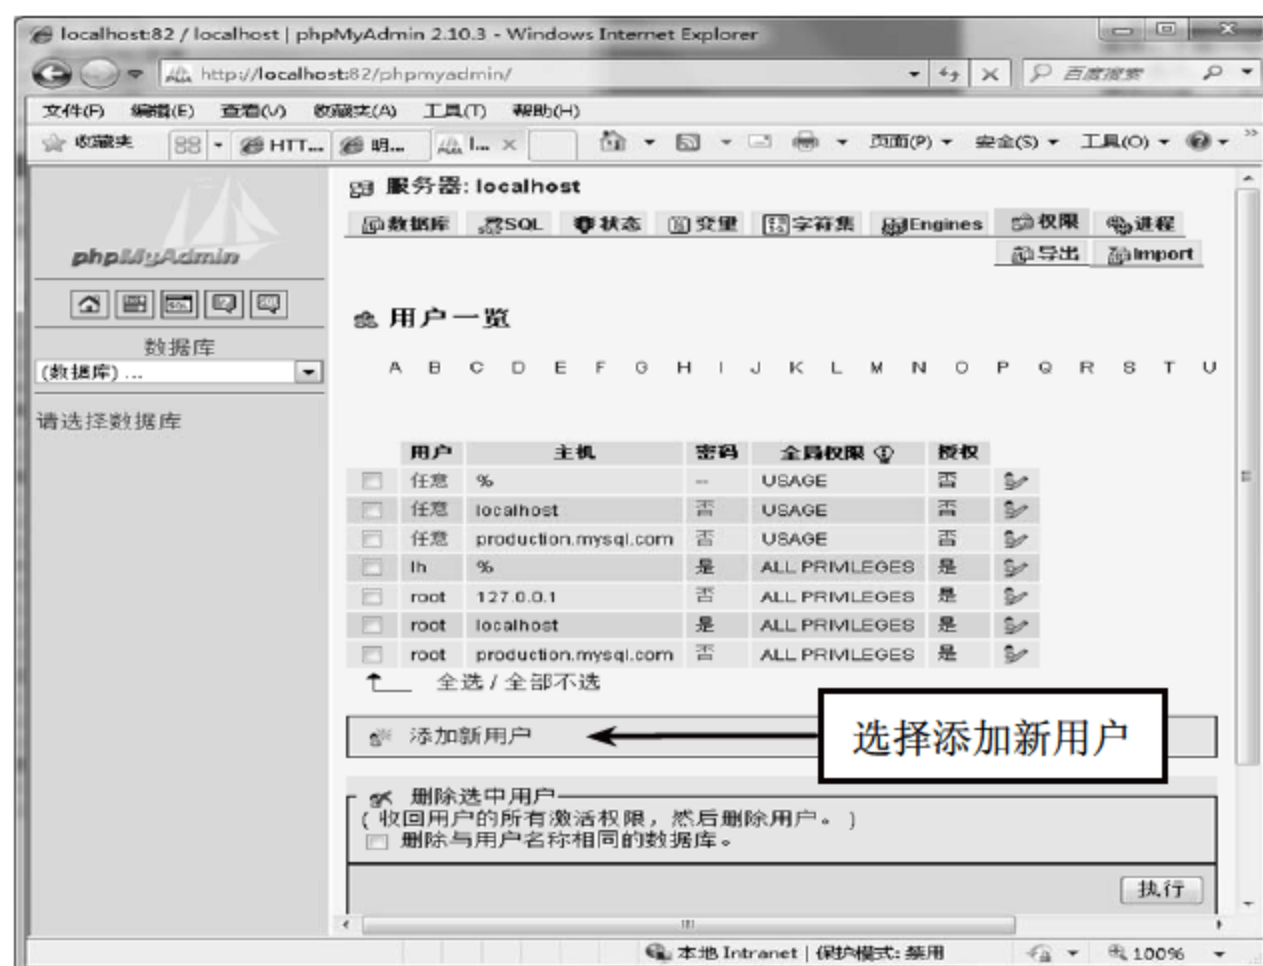 localhost:82 / localhost | phpMyAdmin 2.10.3 - Windows Internet Explorer
http://localhost:82/phpmyadmin/ 百度搜索
文件(F) 编辑(E) 查看(V) 收藏夹(A) 工具(T) 帮助(H)
收藏夹 HTT... 明... l... 页面(P) 安全(S) 工具(O)
phpMyAdmin
数据库
(数据库) ...
请选择数据库
服务器: localhost
数据库 SQL 状态 变量 字符集 Engines 权限 进程
导出 Import
用户一览
A B C D E F G H I J K L M N O P Q R S T U
用户 主机 密码 全局权限 授权
任意 % -- USAGE 否
任意 localhost 否 USAGE 否
任意 production.mysql.com 否 USAGE 否
lh % 是 ALL PRIVILEGES 是
root 127.0.0.1 否 ALL PRIVILEGES 是
root localhost 是 ALL PRIVILEGES 是
root production.mysql.com 否 ALL PRIVILEGES 是
全选 / 全部不选
添加新用户
选择添加新用户
删除选中用户
( 收回用户的所有激活权限，然后删除用户。 )
删除与用户名称相同的数据库。
执行
本地 Intranet | 保护模式: 禁用 100%